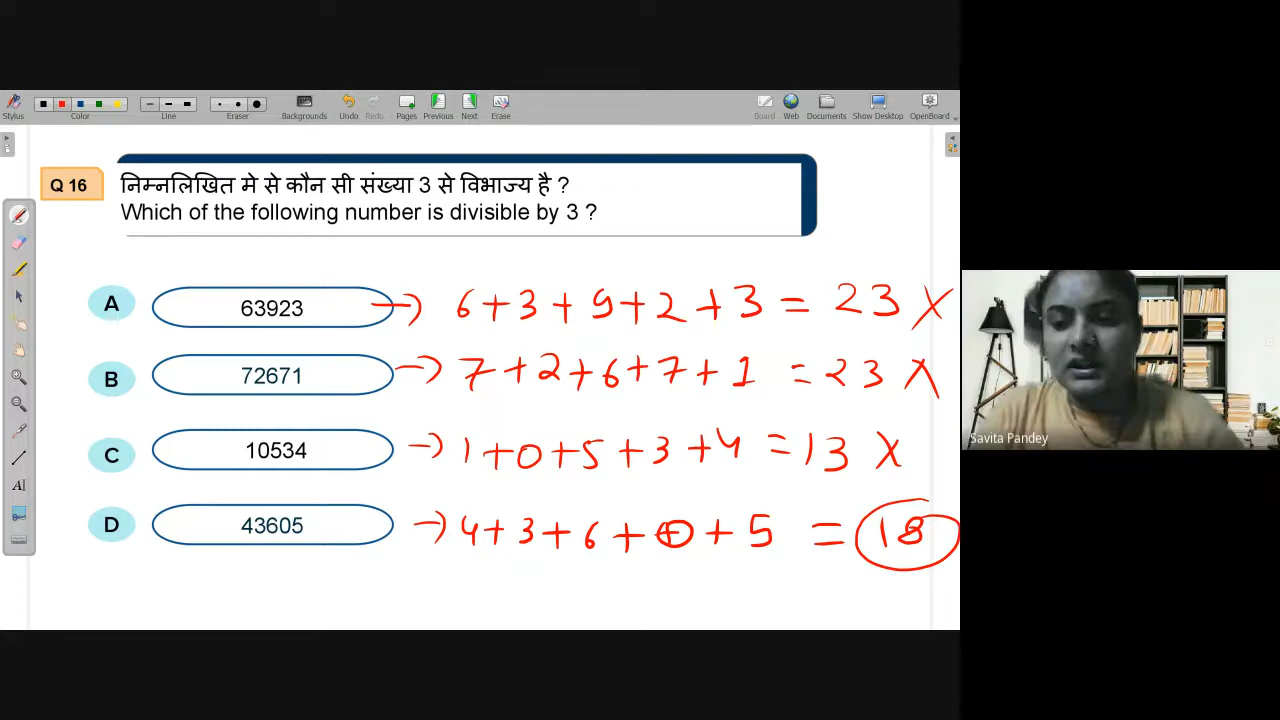 Stylus
Color
Line
Eraser
Backgrounds
Undo
Redo
Pages
Previous
Next
Erase
Board
Web
Documents
Show Desktop
OpenBoard
Q 16
निम्नलिखित मे से कौन सी संख्या 3 से विभाज्य है ?
Which of the following number is divisible by 3 ?
A 63923 → 6+3+9+2+3 = 23 X
B 72671 → 7+2+6+7+1 = 23 X
C 10534 → 1+0+5+3+4 = 13 X
D 43605 → 4+3+6+0+5 = 18
Savita Pandey